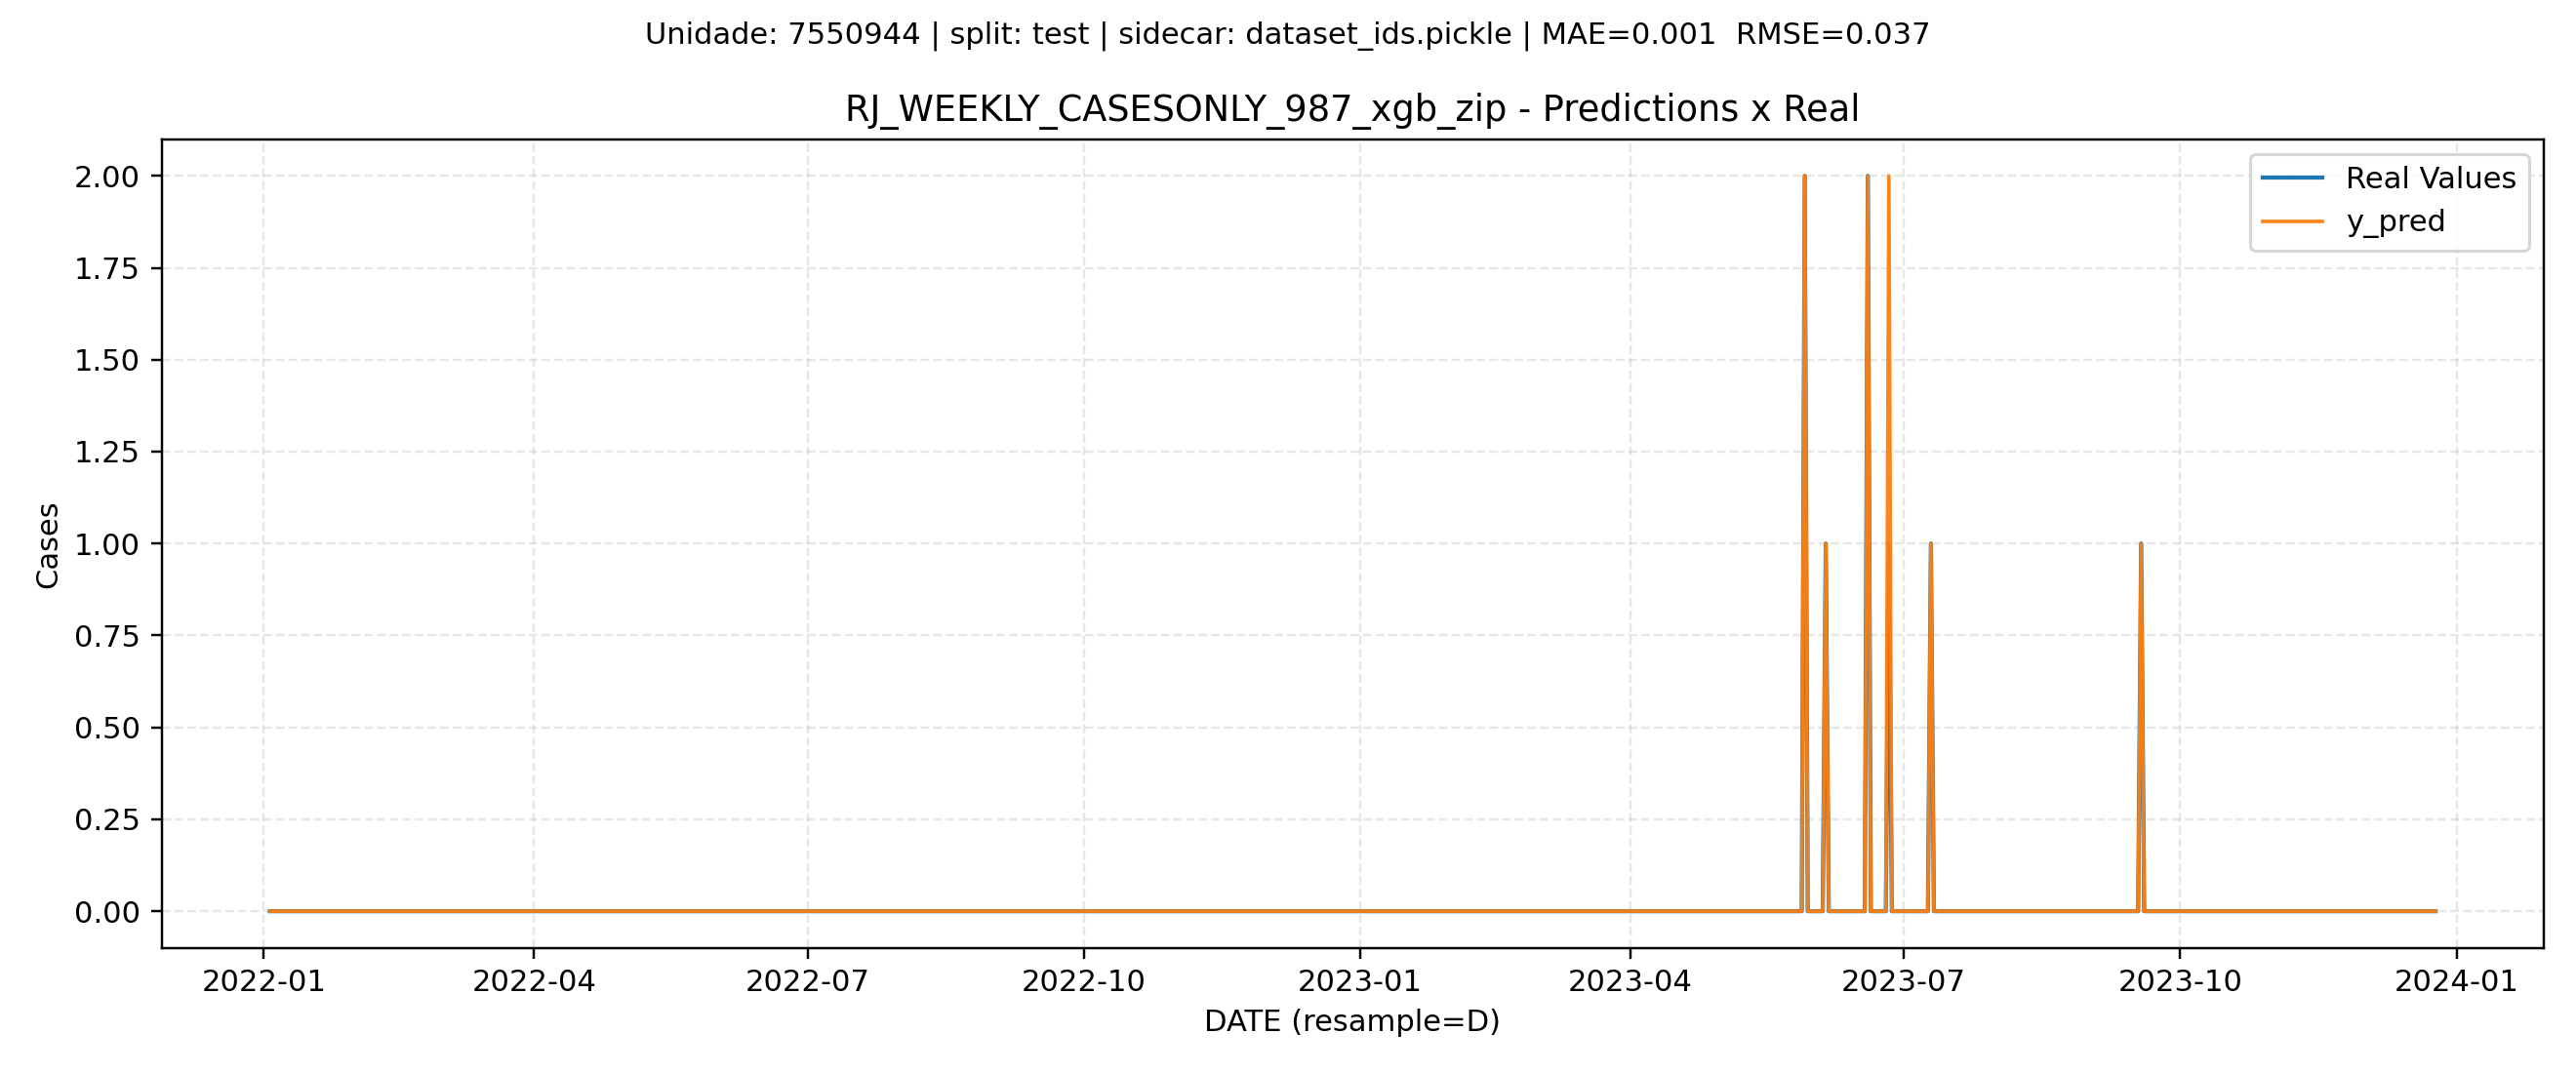 Unidade: 7550944 | split: test | sidecar: dataset_ids.pickle | MAE=0.001  RMSE=0.037
RJ_WEEKLY_CASESONLY_987_xgb_zip - Predictions x Real
Real Values
y_pred
2.00
1.75
1.50
1.25
1.00
0.75
0.50
0.25
0.00
Cases
2022-01 2022-04 2022-07 2022-10 2023-01 2023-04 2023-07 2023-10 2024-01
DATE (resample=D)